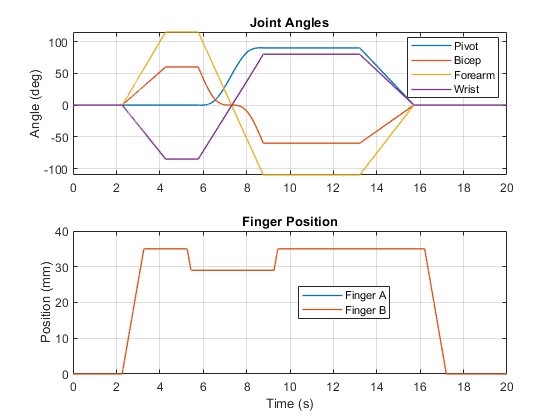 Joint Angles
Angle (deg)
100
50
0
-50
-100
0 2 4 6 8 10 12 14 16 18 20
Pivot
Bicep
Forearm
Wrist
Finger Position
Position (mm)
40
30
20
10
0
0 2 4 6 8 10 12 14 16 18 20
Finger A
Finger B
Time (s)